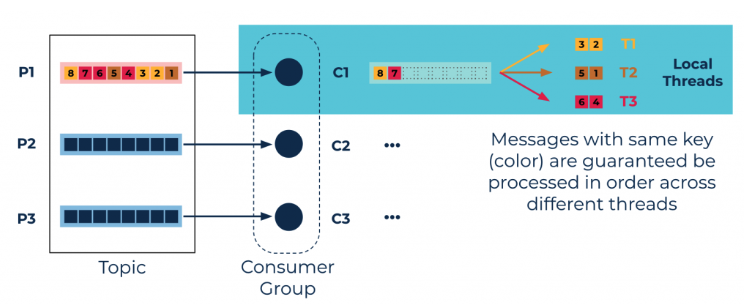 P1
8 7 6 5 4 3 2 1
C1
8 7
3 2 T1
5 1 T2
6 4 T3
Local
Threads
P2
C2 •••
P3
C3 •••
Messages with same key
(color) are guaranteed be
processed in order across
different threads
Topic
Consumer
Group